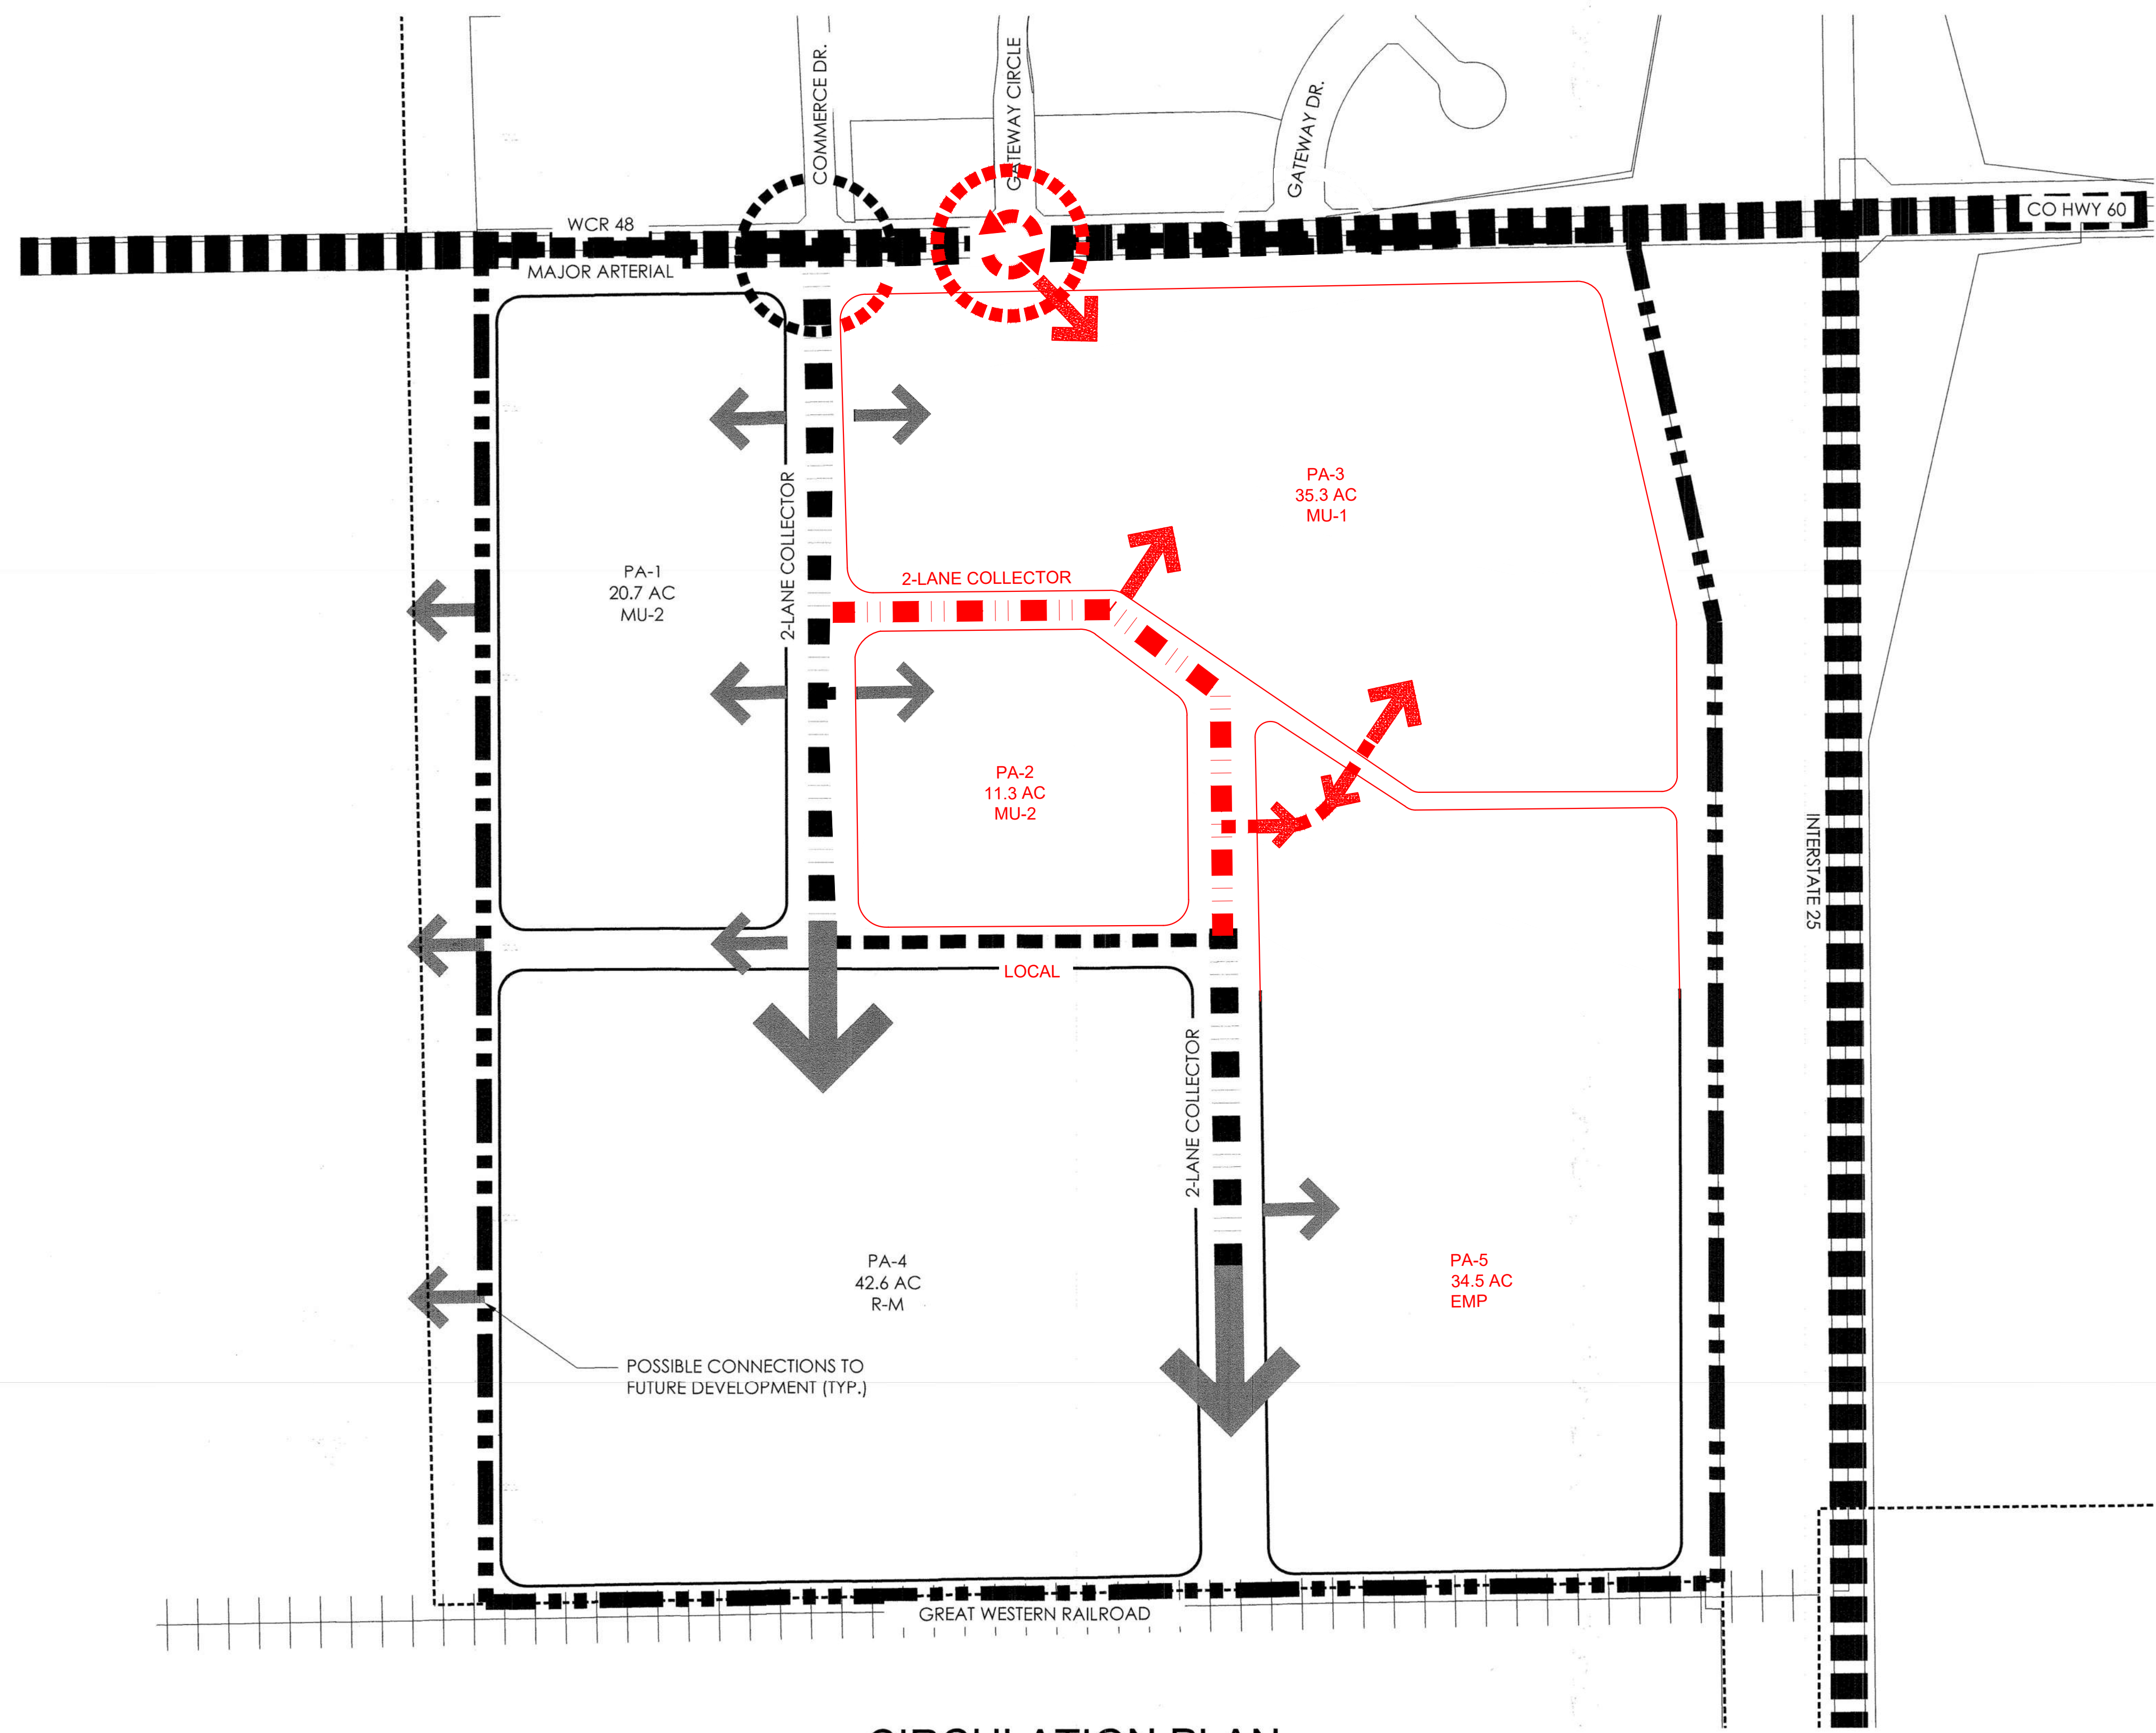 COMMERCE DR.
GATEWAY CIRCLE
GATEWAY DR.
WCR 48
MAJOR ARTERIAL
CO HWY 60
2-LANE COLLECTOR
PA-3
35.3 AC
MU-1
2-LANE COLLECTOR
PA-1
20.7 AC
MU-2
PA-2
11.3 AC
MU-2
INTERSTATE 25
LOCAL
2-LANE COLLECTOR
PA-4
42.6 AC
R-M
PA-5
34.5 AC
EMP
POSSIBLE CONNECTIONS TO
FUTURE DEVELOPMENT (TYP.)
GREAT WESTERN RAILROAD
CIRCULATION PLAN